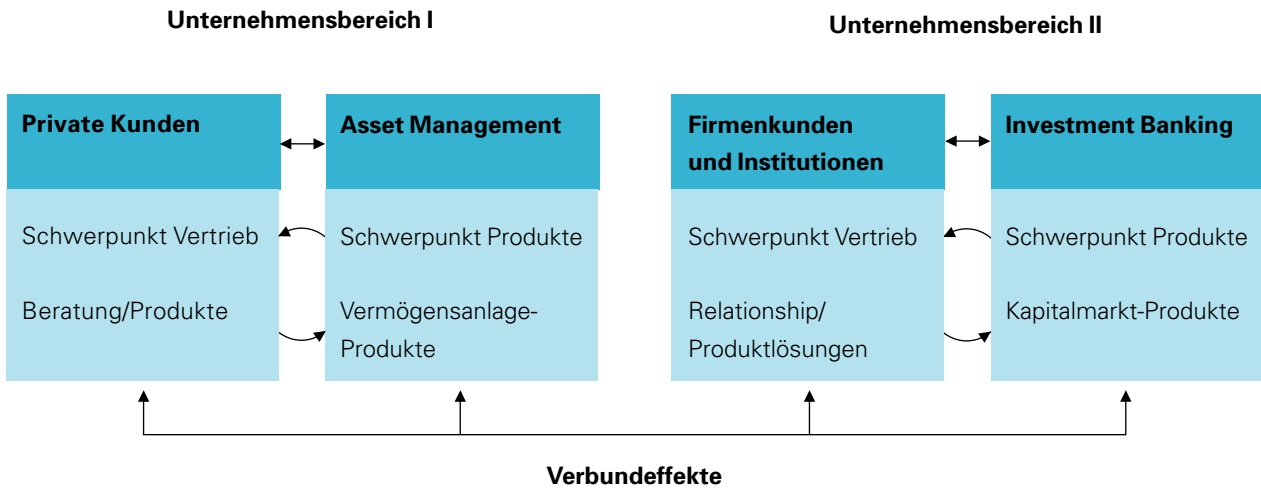 Unternehmensbereich I
Unternehmensbereich II
Private Kunden
Asset Management
Firmenkunden
und Institutionen
Investment Banking
Schwerpunkt Vertrieb
Schwerpunkt Produkte
Schwerpunkt Vertrieb
Schwerpunkt Produkte
Beratung/Produkte
Vermögensanlage-
Produkte
Relationship/
Produktlösungen
Kapitalmarkt-Produkte
Verbundeffekte